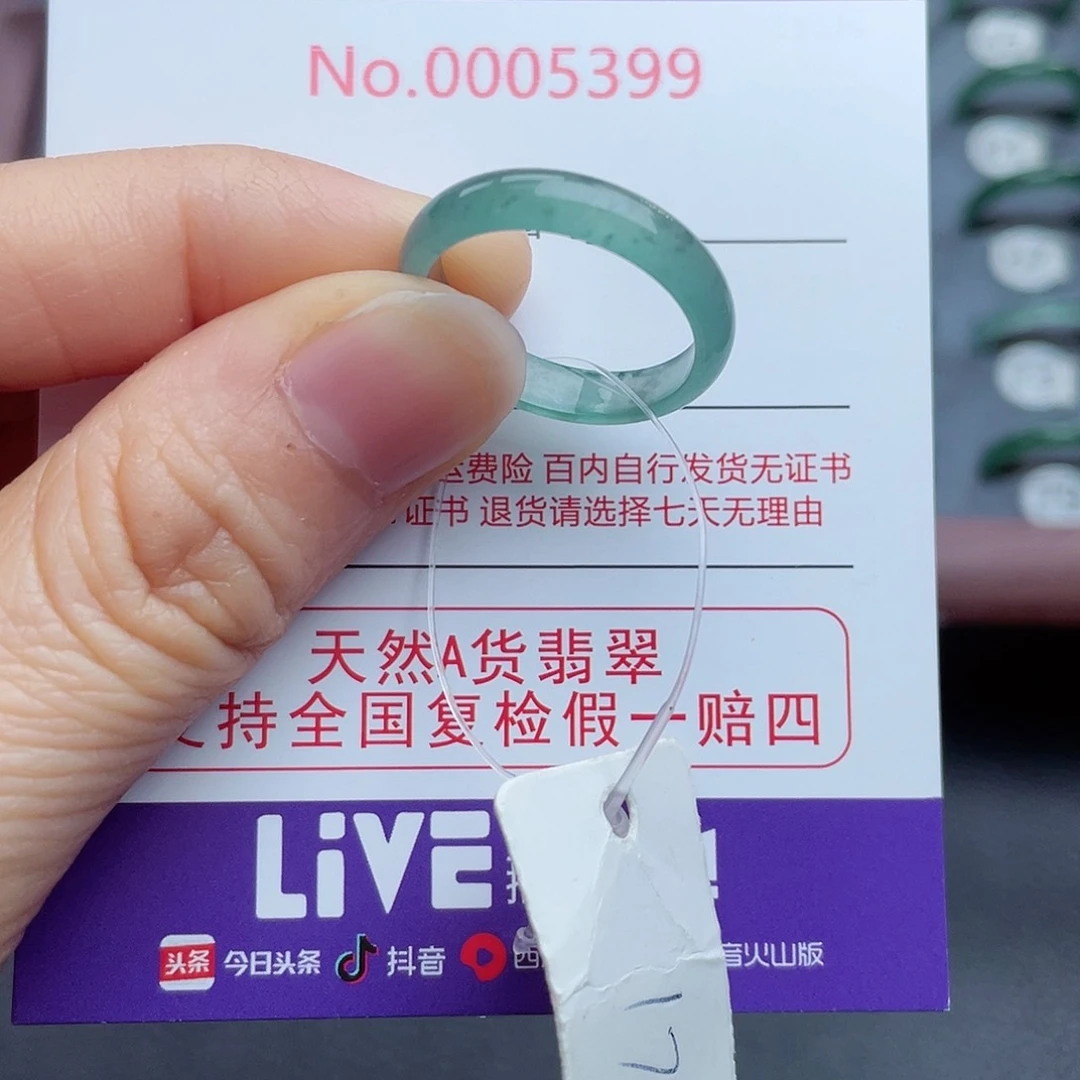 No.0005399
运费险 百内自行发货无证书
证书 退货请选择七天无理由
天然A货翡翠
持全国复检假一赔四
LiVE
头条 今日头条 抖音 西 音火山版